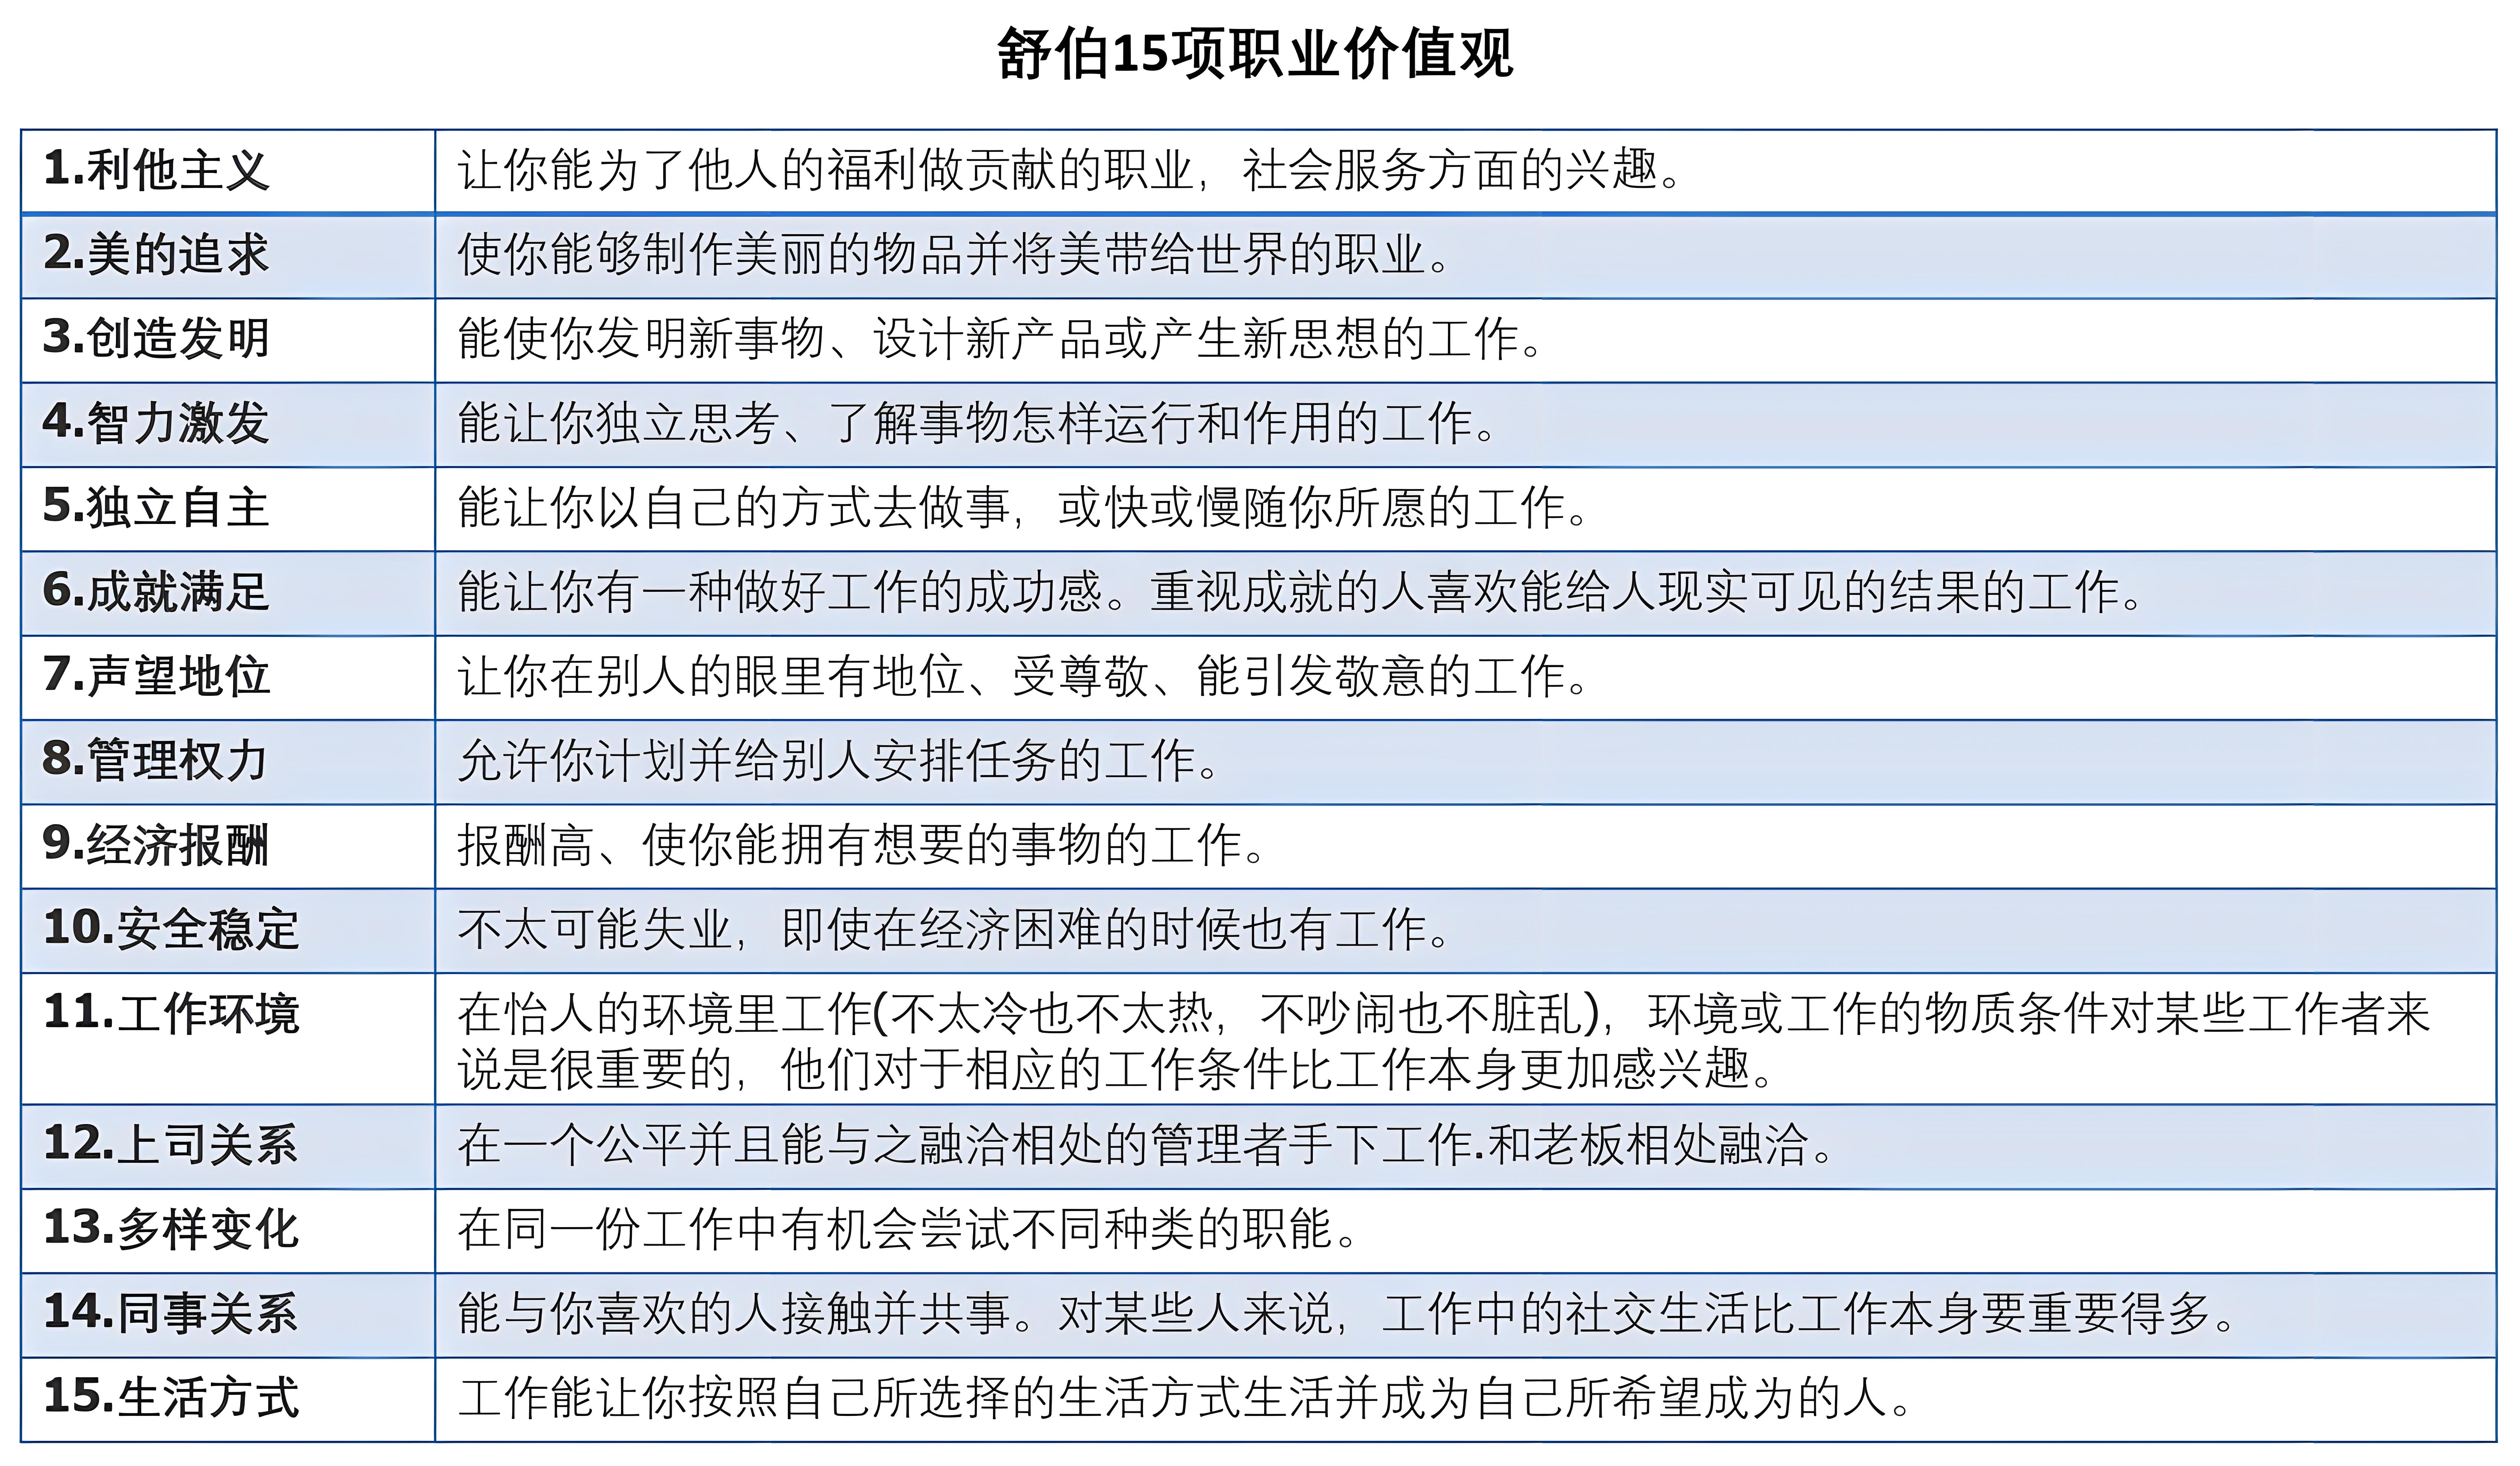 舒伯15项职业价值观
1.利他主义 让你能为了他人的福利做贡献的职业，社会服务方面的兴趣。
2.美的追求 使你能够制作美丽的物品并将美带给世界的职业。
3.创造发明 能使你发明新事物、设计新产品或产生新思想的工作。
4.智力激发 能让你独立思考、了解事物怎样运行和作用的工作。
5.独立自主 能让你以自己的方式去做事，或快或慢随你所愿的工作。
6.成就满足 能让你有一种做好工作的成功感。重视成就的人喜欢能给人现实可见的结果的工作。
7.声望地位 让你在别人的眼里有地位、受尊敬、能引发敬意的工作。
8.管理权力 允许你计划并给别人安排任务的工作。
9.经济报酬 报酬高、使你能拥有想要的事物的工作。
10.安全稳定 不太可能失业，即使在经济困难的时候也有工作。
11.工作环境 在怡人的环境里工作(不太冷也不太热，不吵闹也不脏乱)，环境或工作的物质条件对某些工作者来
说是很重要的，他们对于相应的工作条件比工作本身更加感兴趣。
12.上司关系 在一个公平并且能与之融洽相处的管理者手下工作.和老板相处融洽。
13.多样变化 在同一份工作中有机会尝试不同种类的职能。
14.同事关系 能与你喜欢的人接触并共事。对某些人来说，工作中的社交生活比工作本身要重要得多。
15.生活方式 工作能让你按照自己所选择的生活方式生活并成为自己所希望成为的人。